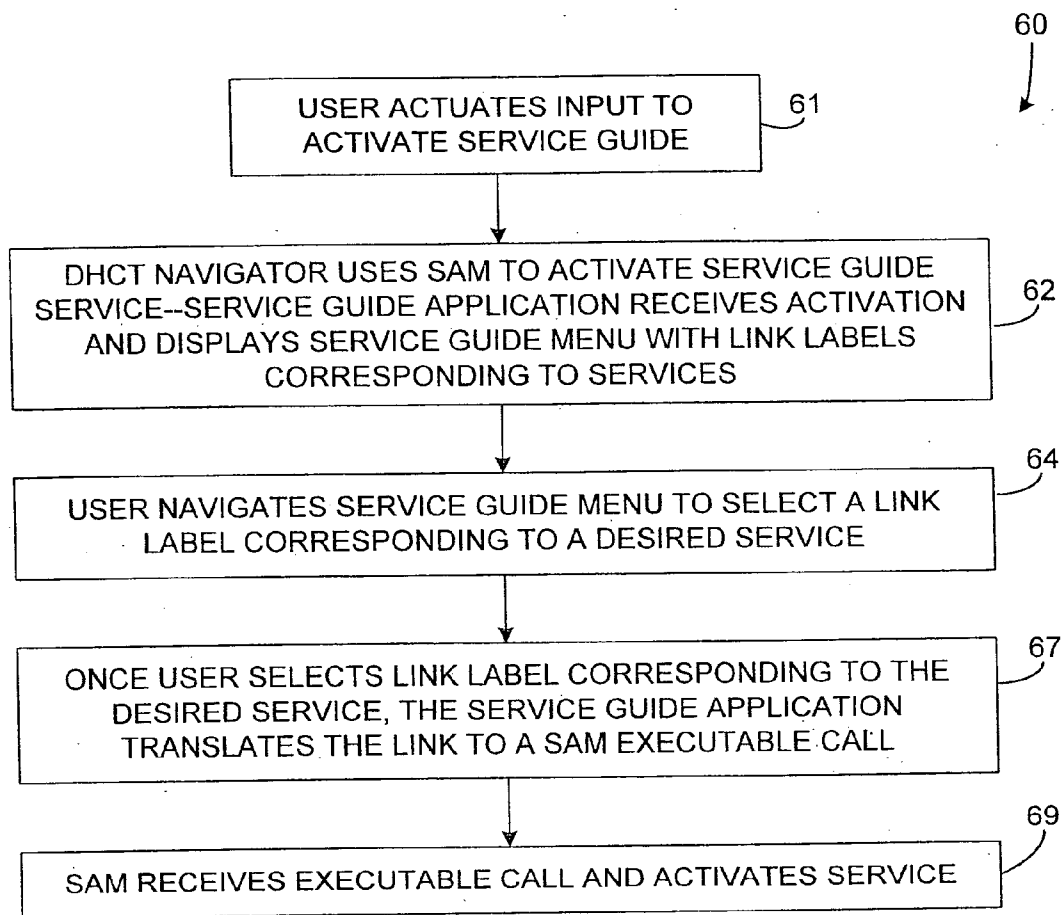 60
USER ACTUATES INPUT TO
ACTIVATE SERVICE GUIDE
61
DHCT NAVIGATOR USES SAM TO ACTIVATE SERVICE GUIDE
SERVICE--SERVICE GUIDE APPLICATION RECEIVES ACTIVATION
AND DISPLAYS SERVICE GUIDE MENU WITH LINK LABELS
CORRESPONDING TO SERVICES
62
USER NAVIGATES SERVICE GUIDE MENU TO SELECT A LINK
LABEL CORRESPONDING TO A DESIRED SERVICE
64
ONCE USER SELECTS LINK LABEL CORRESPONDING TO THE
DESIRED SERVICE, THE SERVICE GUIDE APPLICATION
TRANSLATES THE LINK TO A SAM EXECUTABLE CALL
67
SAM RECEIVES EXECUTABLE CALL AND ACTIVATES SERVICE
69